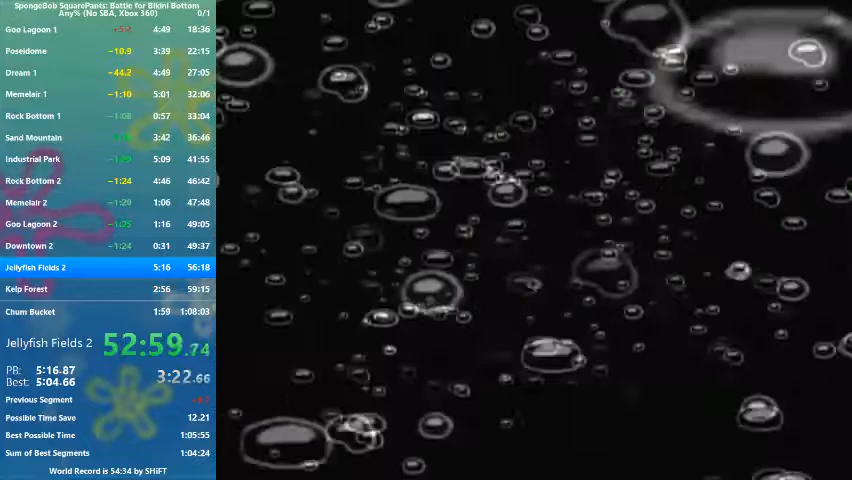 SpongeBob SquarePants: Battle for Bikini Bottom
Any% (No SBA, Xbox 360) 0/1
Goo Lagoon 1 4:49 18:36
Poseidome −10.9 3:39 22:15
Dream 1 −44.2 4:49 27:05
Memelair 1 −1:10 5:01 32:06
Rock Bottom 1 −1:08 0:57 33:04
Sand Mountain 3:42 36:46
Industrial Park 5:09 41:55
Rock Bottom 2 −1:24 4:46 46:42
Memelair 2 −1:20 1:06 47:48
Goo Lagoon 2 −1:25 1:16 49:05
Downtown 2 −1:24 0:31 49:37
Jellyfish Fields 2 5:16 56:18
Kelp Forest 2:56 59:15
Chum Bucket 1:59 1:08:03
Jellyfish Fields 2 52:59.74
PB: 5:16.87
Best: 5:04.66 3:22.66
Previous Segment
Possible Time Save 12.21
Best Possible Time 1:05:55
Sum of Best Segments 1:04:24
World Record is 54:34 by SHiFT